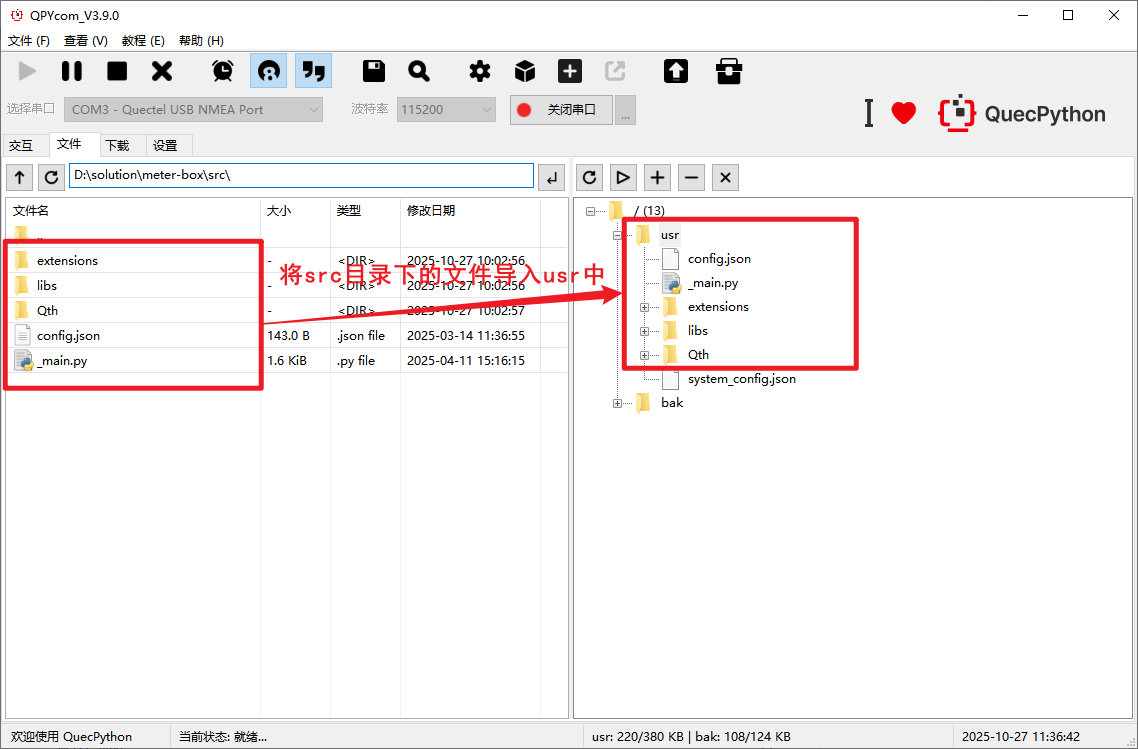 QPYcom_V3.9.0
文件 (F) 查看 (V) 教程 (E) 帮助 (H)
选择串口 COM3 - Quectel USB NMEA Port 波特率 115200 关闭串口 ...
QuecPython
交互 文件 下载 设置
D:\solution\meter-box\src\
文件名 大小 类型 修改日期
..
extensions - <DIR> 2025-10-27 10:02:56
libs - <DIR> 2025-10-27 10:02:56
Qth - <DIR> 2025-10-27 10:02:57
config.json 143.0 B .json file 2025-03-14 11:36:55
_main.py 1.6 KiB .py file 2025-04-11 15:16:15
将src目录下的文件导入usr中
/ (13)
usr
config.json
_main.py
extensions
libs
Qth
system_config.json
bak
欢迎使用 QuecPython 当前状态: 就绪... usr: 220/380 KB | bak: 108/124 KB 2025-10-27 11:36:42